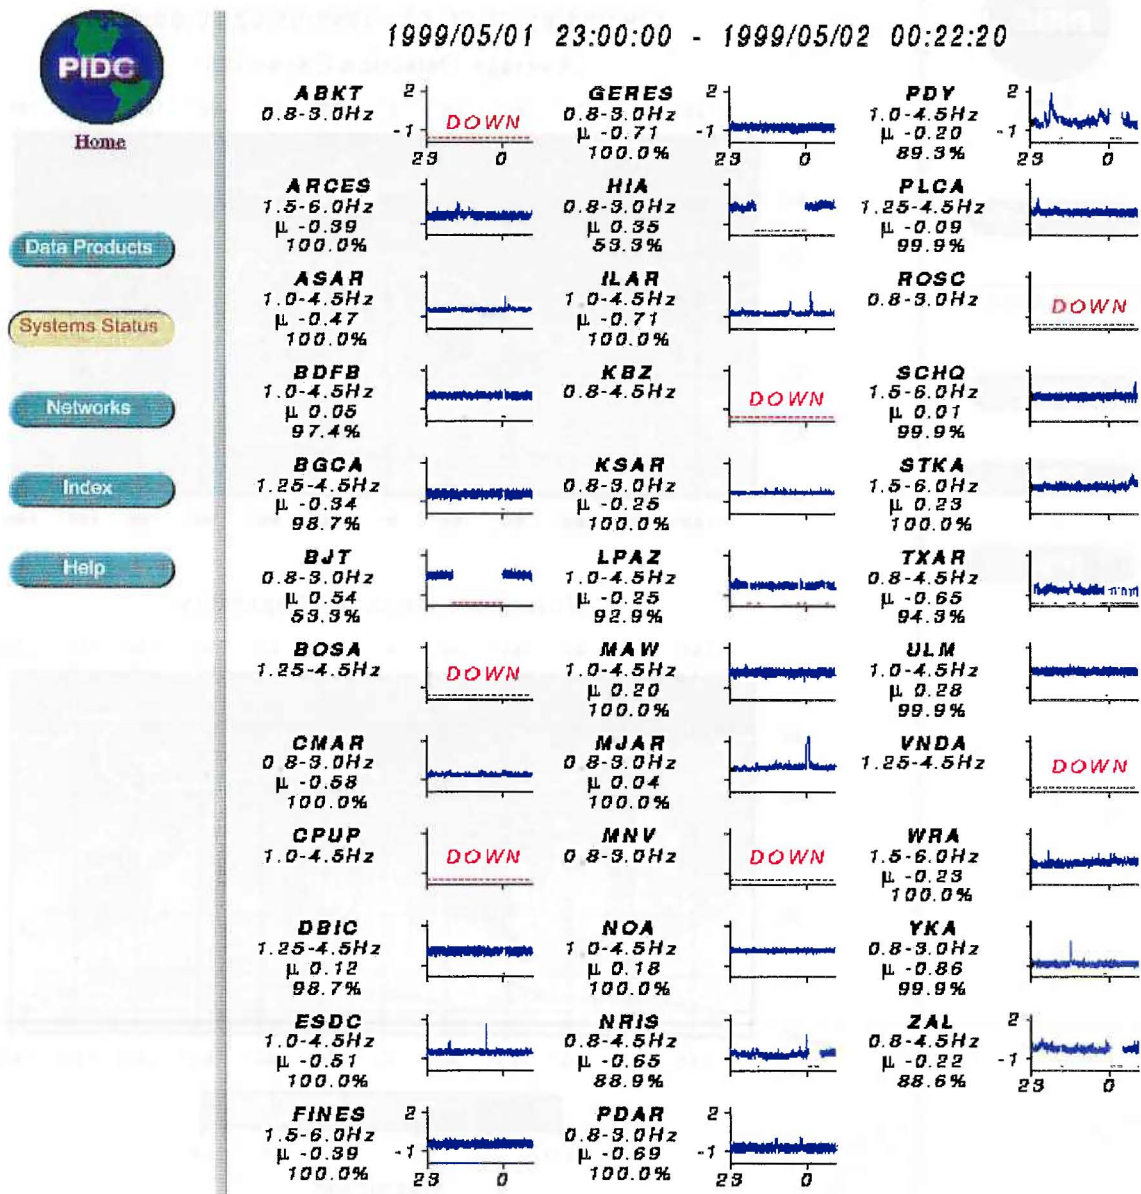 PIDC
Home
Data Products
Systems Status
Networks
Index
Help
1999/05/01 23:00:00 - 1999/05/02 00:22:20
ABKT
0.8-3.0Hz
2
-1
DOWN
ARCES
1.5-6.0Hz
µ -0.39
100.0%
ASAR
1.0-4.5Hz
µ -0.47
100.0%
BDFB
1.0-4.5Hz
µ 0.05
97.4%
BGCA
1.25-4.5Hz
µ -0.34
98.7%
BJT
0.8-3.0Hz
µ 0.54
53.3%
BOSA
1.25-4.5Hz
DOWN
CMAR
0.8-3.0Hz
µ -0.58
100.0%
CPUP
1.0-4.5Hz
DOWN
DBIC
1.25-4.5Hz
µ 0.12
98.7%
ESDC
1.0-4.5Hz
µ -0.51
100.0%
FINES
1.5-6.0Hz
µ -0.39
100.0%
2
-1
23 0
GERES
0.8-3.0Hz
µ -0.71
100.0%
2
-1
23 0
HIA
0.8-3.0Hz
µ 0.35
53.3%
ILAR
1.0-4.5Hz
µ -0.71
100.0%
KBZ
0.8-4.5Hz
DOWN
KSAR
0.8-3.0Hz
µ -0.25
100.0%
LPAZ
1.0-4.5Hz
µ -0.25
92.9%
MAW
1.0-4.5Hz
µ 0.20
100.0%
MJAR
0.8-3.0Hz
µ 0.04
100.0%
MNV
0.8-3.0Hz
DOWN
NOA
1.0-4.5Hz
µ 0.18
100.0%
NRIS
0.8-4.5Hz
µ -0.65
88.9%
PDAR
0.8-3.0Hz
µ -0.69
100.0%
2
-1
23 0
PDY
1.0-4.5Hz
µ -0.20
89.3%
2
-1
23 0
PLCA
1.25-4.5Hz
µ -0.09
99.9%
ROSC
0.8-3.0Hz
DOWN
SCHQ
1.5-6.0Hz
µ 0.01
99.9%
STKA
1.5-6.0Hz
µ 0.23
100.0%
TXAR
0.8-4.5Hz
µ -0.65
94.3%
ULM
1.0-4.5Hz
µ 0.28
99.9%
VNDA
1.25-4.5Hz
DOWN
WRA
1.5-6.0Hz
µ -0.23
100.0%
YKA
0.8-3.0Hz
µ -0.86
99.9%
ZAL
0.8-4.5Hz
µ -0.22
88.6%
2
-1
23 0